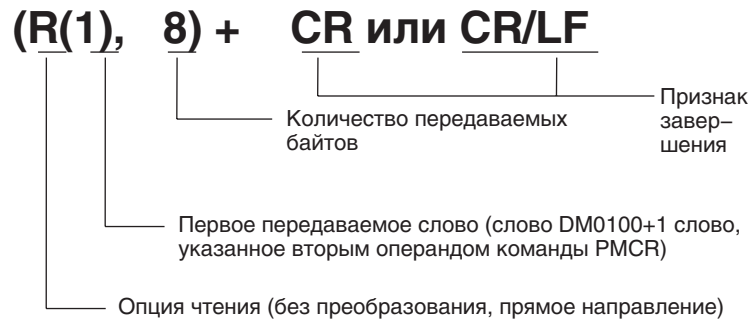 (R(1), 8) + CR или CR/LF
Признак
завер–
шения
Количество передаваемых
байтов
Первое передаваемое слово (слово DM0100+1 слово,
указанное вторым операндом команды PMCR)
Опция чтения (без преобразования, прямое направление)